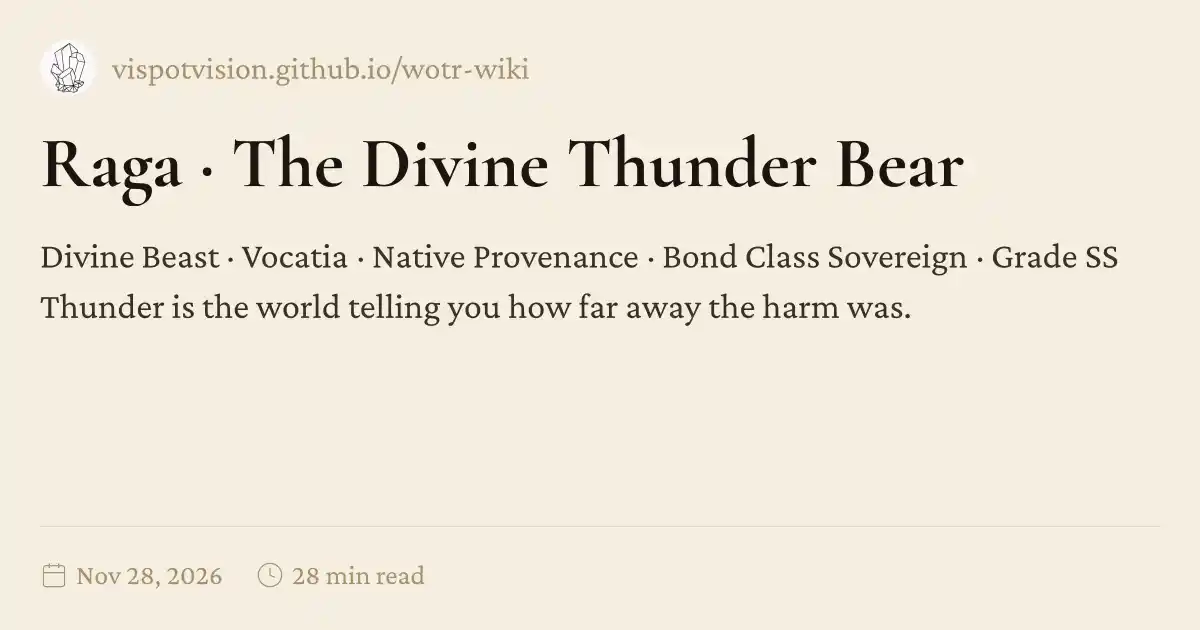 vispotvision.github.io/wotr-wiki
Raga · The Divine Thunder Bear
Divine Beast · Vocatia · Native Provenance · Bond Class Sovereign · Grade SS
Thunder is the world telling you how far away the harm was.
Nov 28, 2026
28 min read